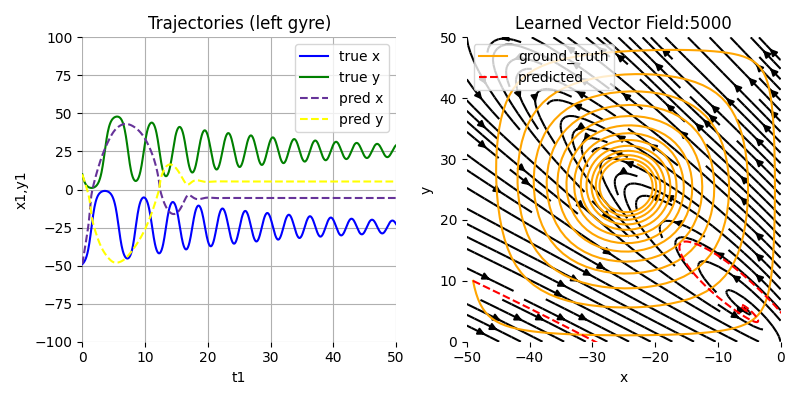 Trajectories (left gyre)
100
75
50
25
0
−25
−50
−75
−100
0
10
20
30
40
50
x1,y1
t1
true x
true y
pred x
pred y
Learned Vector Field:5000
50
40
30
20
10
0
−50
−40
−30
−20
−10
0
y
x
ground_truth
predicted